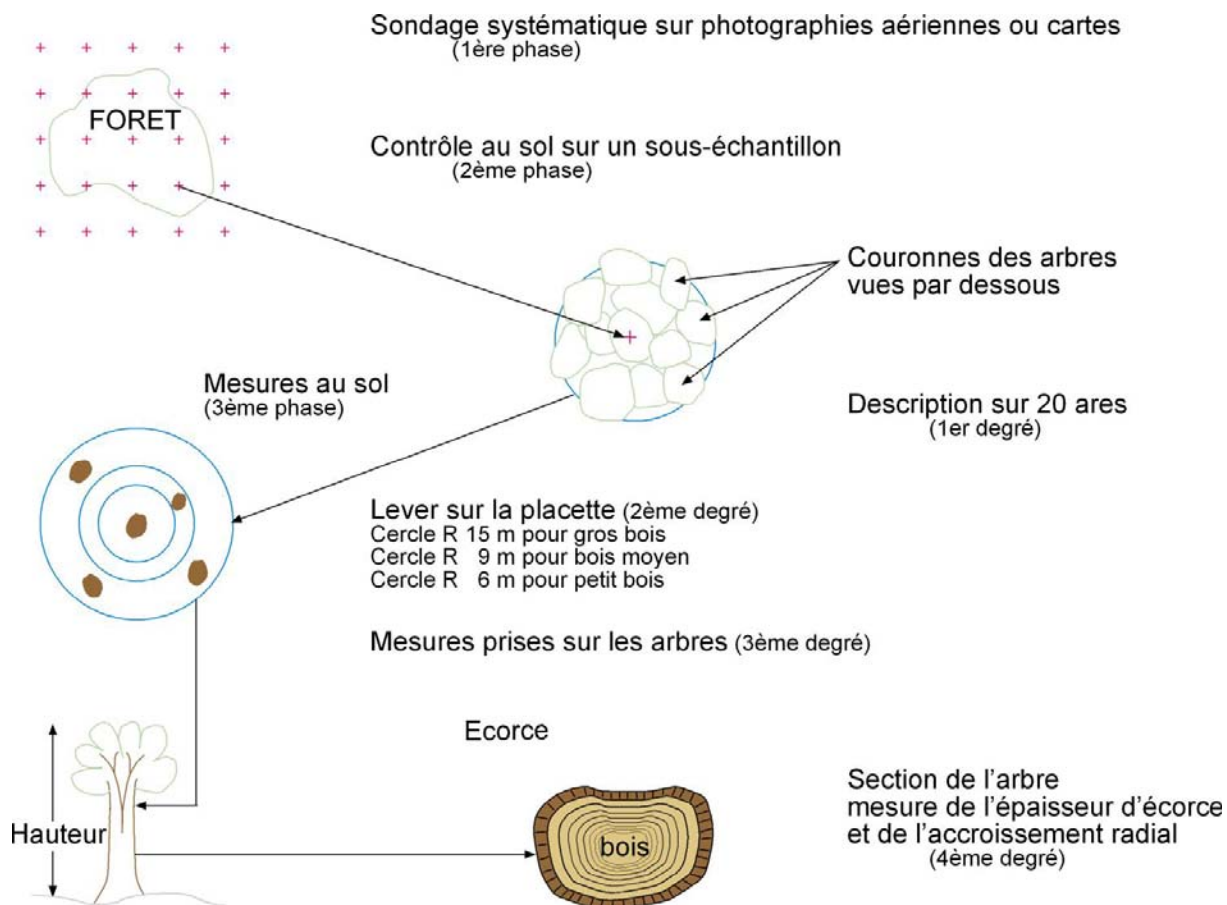 Sondage systématique sur photographies aériennes ou cartes
(1ère phase)
FORET
Contrôle au sol sur un sous-échantillon
(2ème phase)
Couronnes des arbres
vues par dessous
Mesures au sol
(3ème phase)
Description sur 20 ares
(1er degré)
Lever sur la placette (2ème degré)
Cercle R 15 m pour gros bois
Cercle R 9 m pour bois moyen
Cercle R 6 m pour petit bois
Mesures prises sur les arbres (3ème degré)
Ecorce
Hauteur
bois
Section de l'arbre
mesure de l'épaisseur d'écorce
et de l'accroissement radial
(4ème degré)